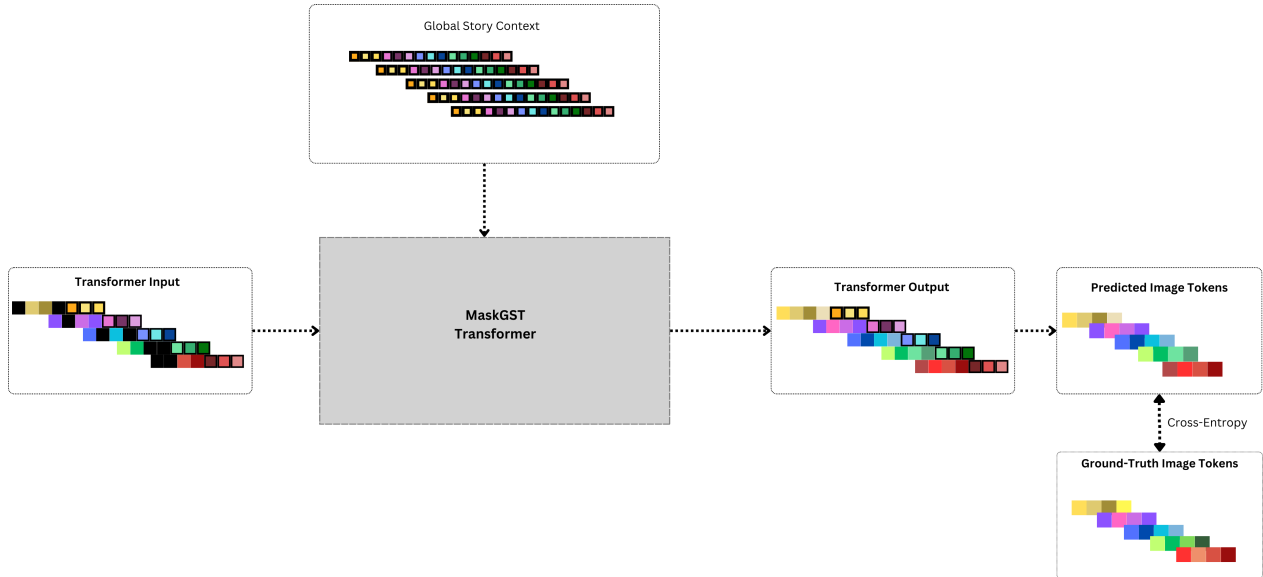 Global Story Context
Transformer Input
MaskGST
Transformer
Transformer Output
Predicted Image Tokens
Cross-Entropy
Ground-Truth Image Tokens